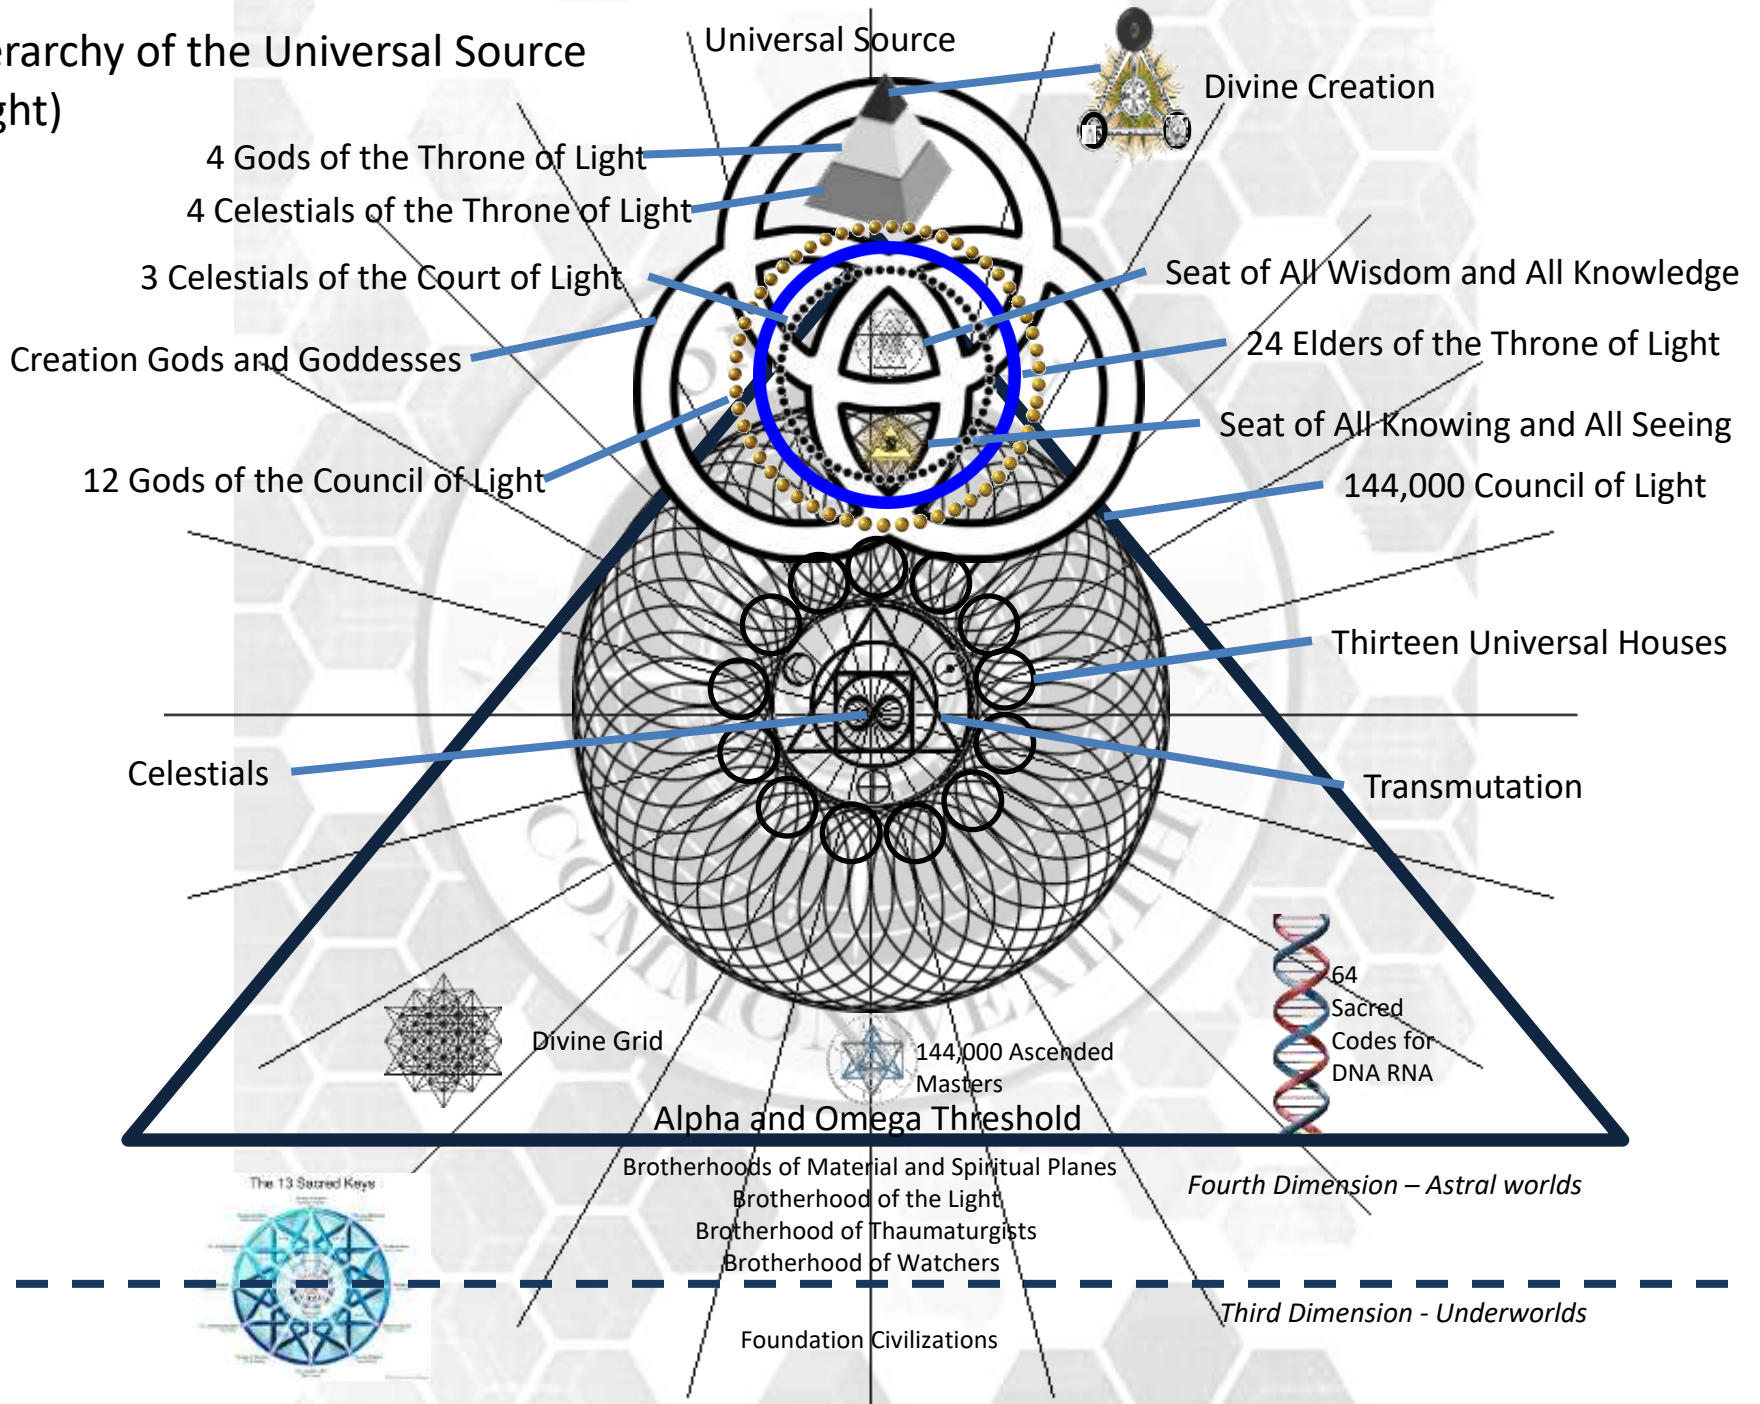 erarchy of the Universal Source
ght)
Universal Source
Divine Creation
4 Gods of the Throne of Light
4 Celestials of the Throne of Light
3 Celestials of the Court of Light
Seat of All Wisdom and All Knowledge
Creation Gods and Goddesses
24 Elders of the Throne of Light
Seat of All Knowing and All Seeing
12 Gods of the Council of Light
144,000 Council of Light
Thirteen Universal Houses
Celestials
Transmutation
COMMONWEALTH
64
Sacred
Codes for
DNA RNA
Divine Grid
144,000 Ascended
Masters
Alpha and Omega Threshold
Brotherhoods of Material and Spiritual Planes
Brotherhood of the Light
Brotherhood of Thaumaturgists
Brotherhood of Watchers
The 13 Sacred Keys
Fourth Dimension – Astral worlds
Third Dimension - Underworlds
Foundation Civilizations